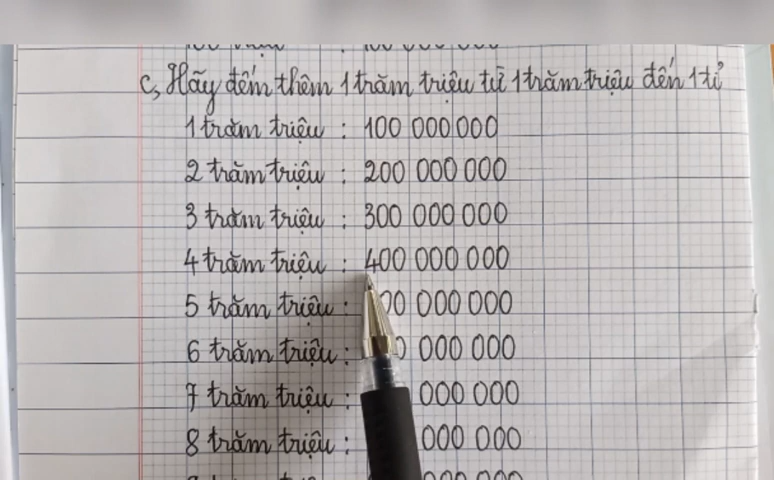 c, Hãy đếm thêm 1 trăm triệu từ 1 trăm triệu đến 1 tỉ
1 trăm triệu : 100 000 000
2 trăm triệu : 200 000 000
3 trăm triệu : 300 000 000
4 trăm triệu : 400 000 000
5 trăm triệu : 00 000 000
6 trăm triệu : 0 000 000
7 trăm triệu : 000 000
8 trăm triệu : 000 000